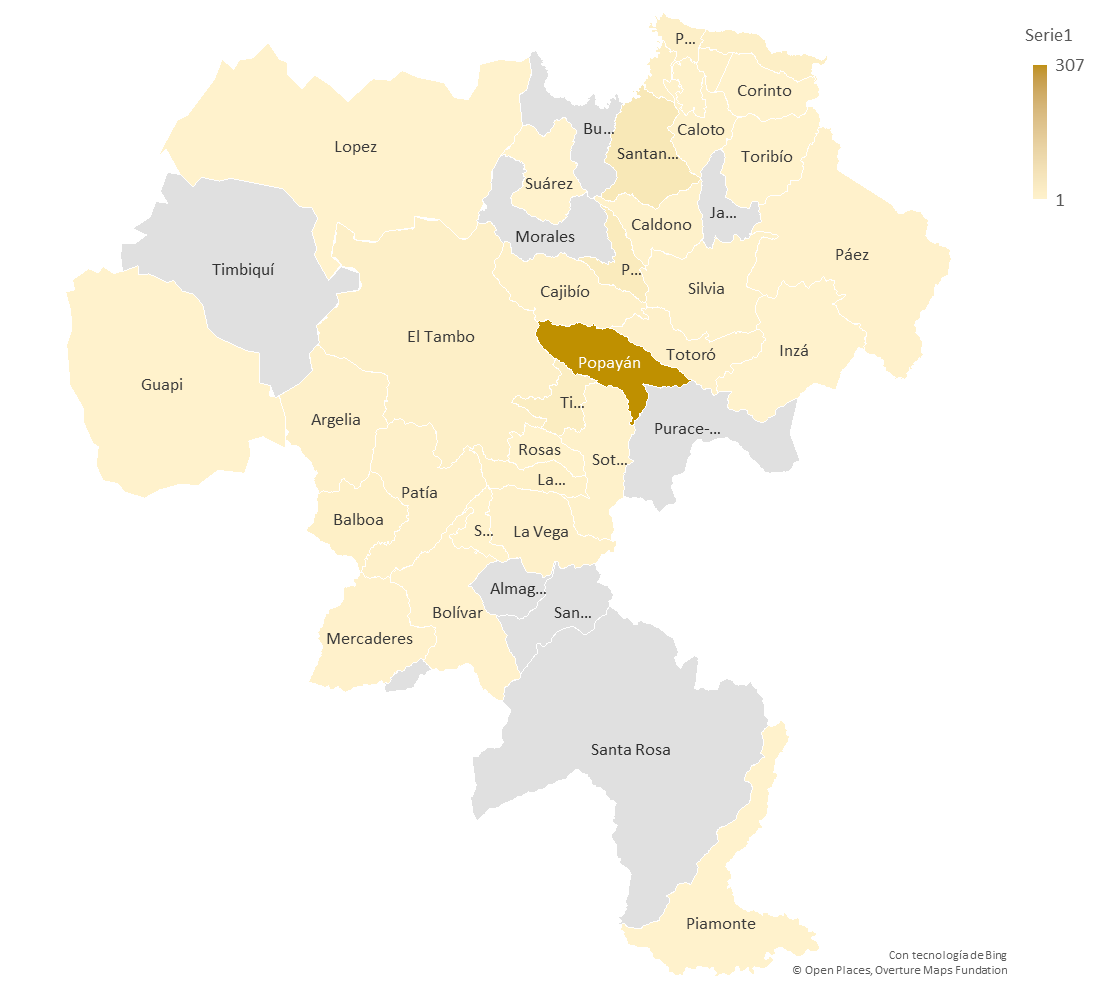 Serie1
307
1
P...
Corinto
Bu...
Caloto
Lopez
Santan...
Toribío
Suárez
Ja...
Caldono
Morales
Páez
Timbiquí
P...
Silvia
Cajibío
El Tambo
Inzá
Totoró
Popayán
Guapi
Ti...
Argelia
Purace-...
Rosas
Sot...
La...
Patía
Balboa
S...
La Vega
Almag...
Bolívar
San...
Mercaderes
Santa Rosa
Piamonte
Con tecnología de Bing
© Open Places, Overture Maps Fundation